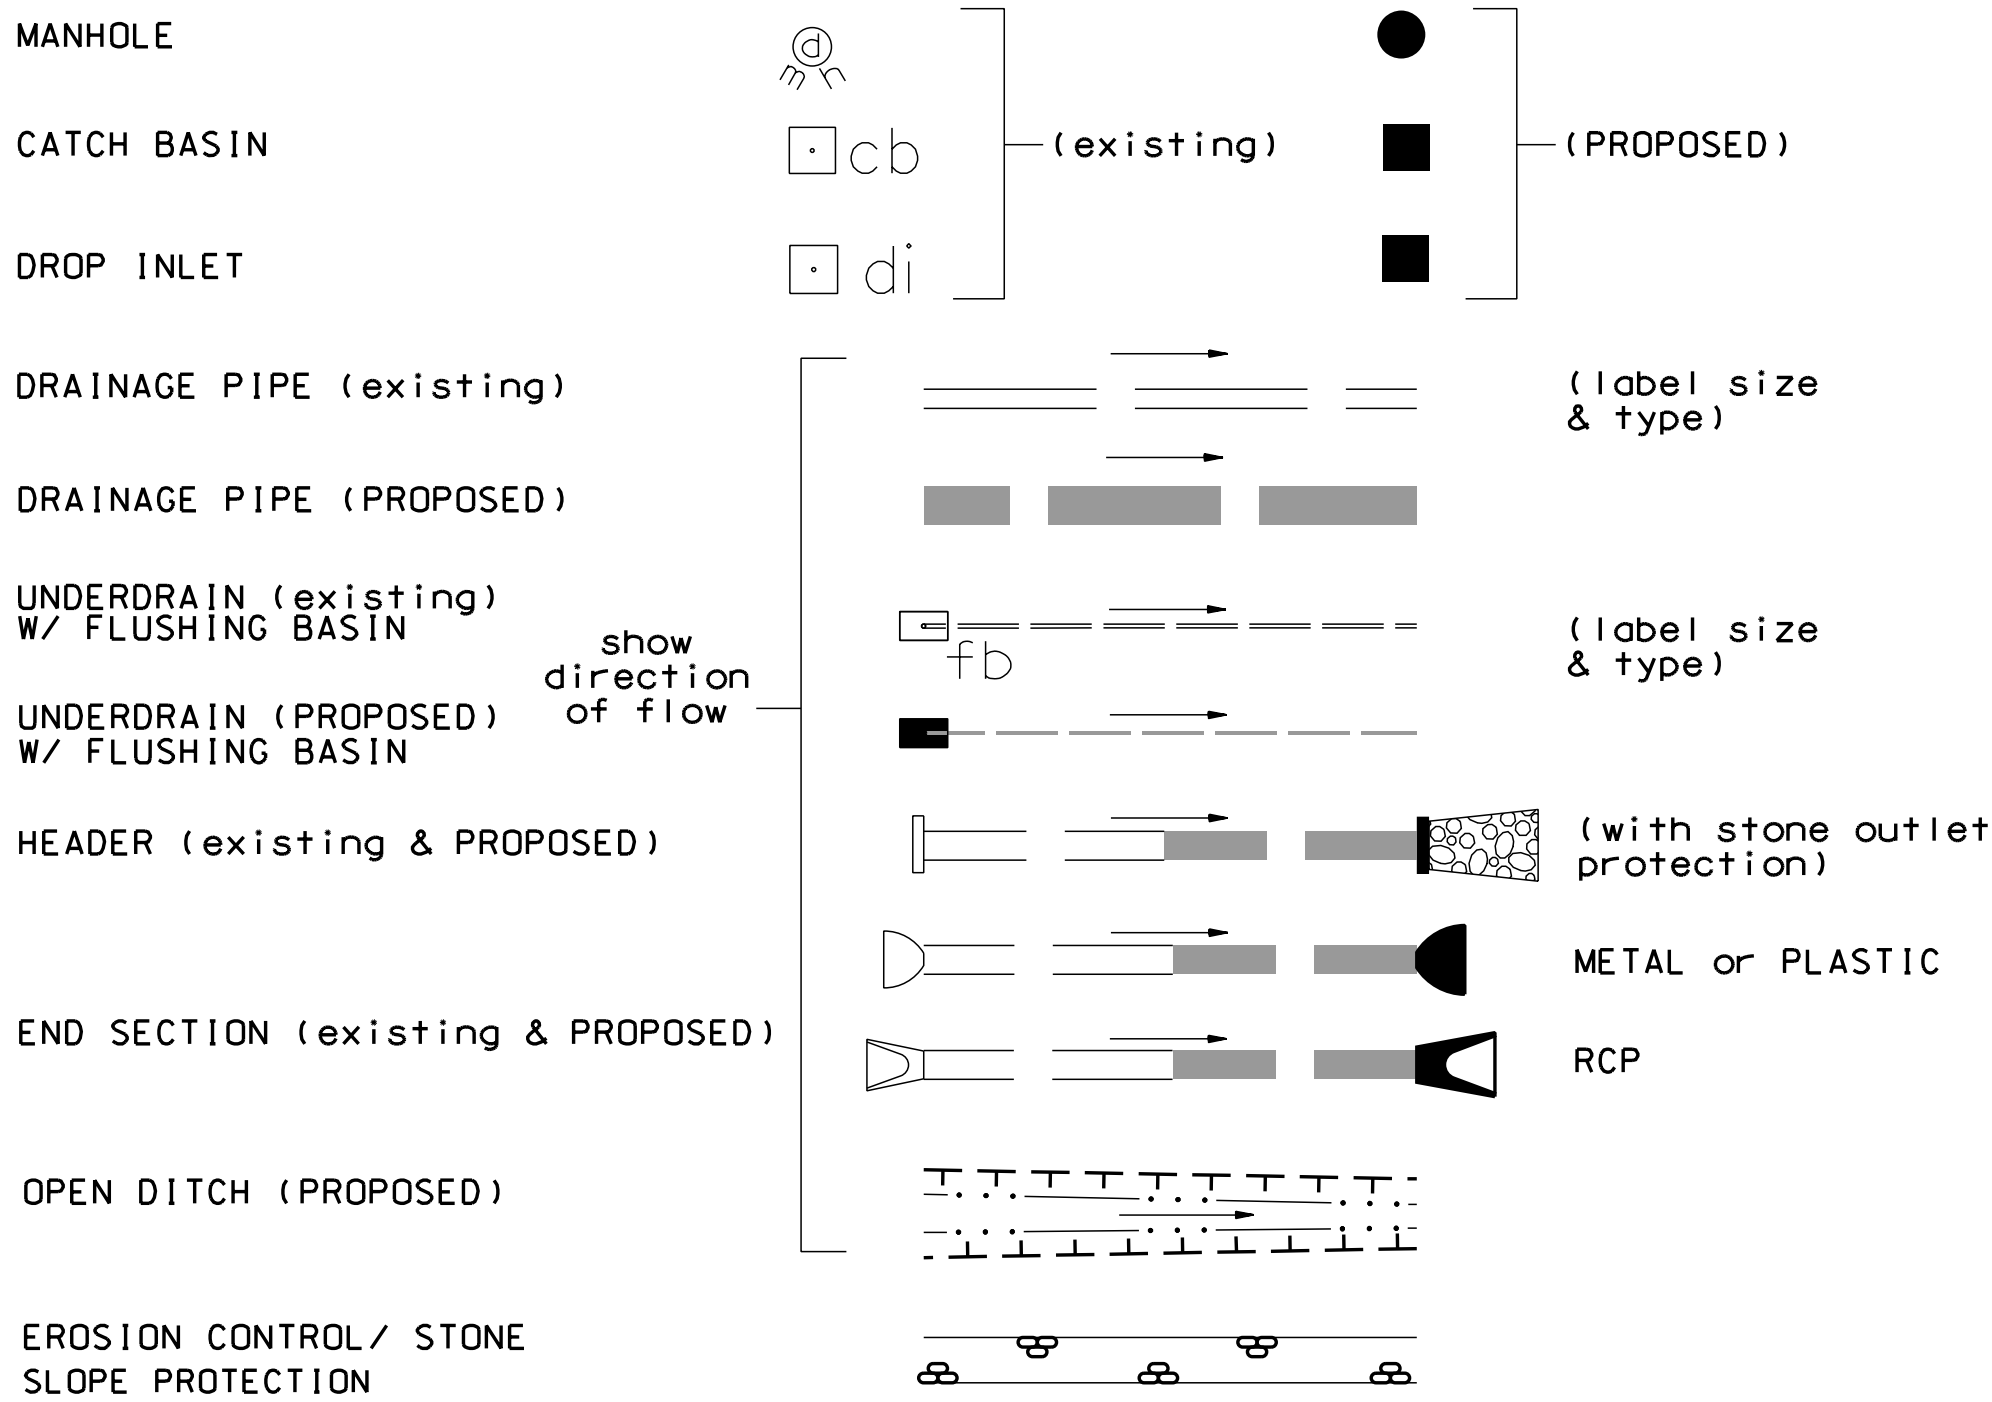 MANHOLE
d
mh
CATCH BASIN
cb
(existing)
(PROPOSED)
DROP INLET
di
DRAINAGE PIPE (existing)
(label size
& type)
DRAINAGE PIPE (PROPOSED)
UNDERDRAIN (existing)
W/ FLUSHING BASIN
fb
(label size
& type)
show
direction
of flow
UNDERDRAIN (PROPOSED)
W/ FLUSHING BASIN
HEADER (existing & PROPOSED)
(with stone outlet
protection)
METAL or PLASTIC
END SECTION (existing & PROPOSED)
RCP
OPEN DITCH (PROPOSED)
EROSION CONTROL/ STONE
SLOPE PROTECTION